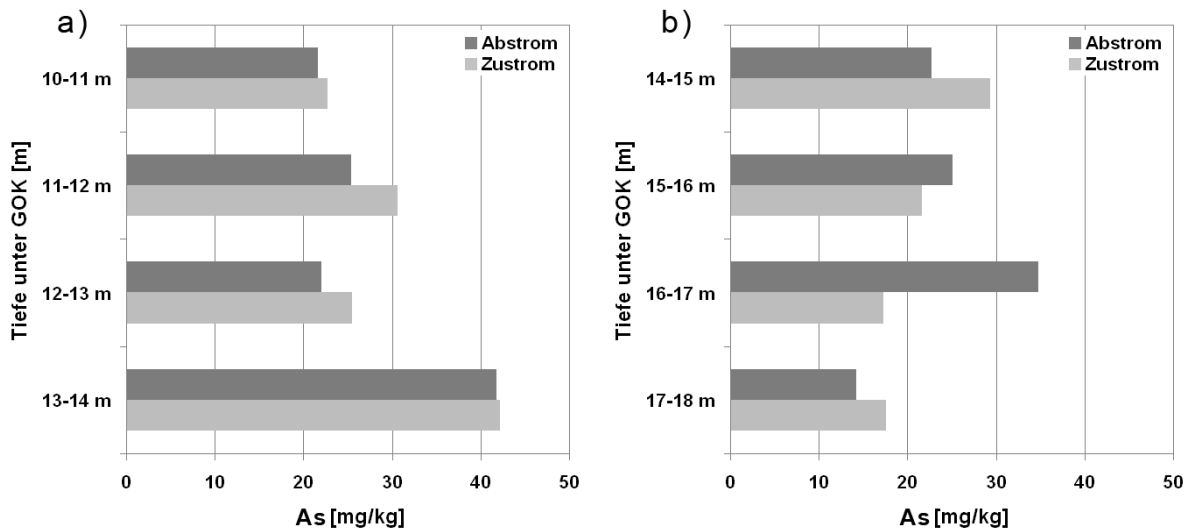 a)
Abstrom
Zustrom
Tiefe unter GOK [m]
10-11 m
11-12 m
12-13 m
13-14 m
0 10 20 30 40 50
As [mg/kg]
b)
Abstrom
Zustrom
Tiefe unter GOK [m]
14-15 m
15-16 m
16-17 m
17-18 m
0 10 20 30 40 50
As [mg/kg]